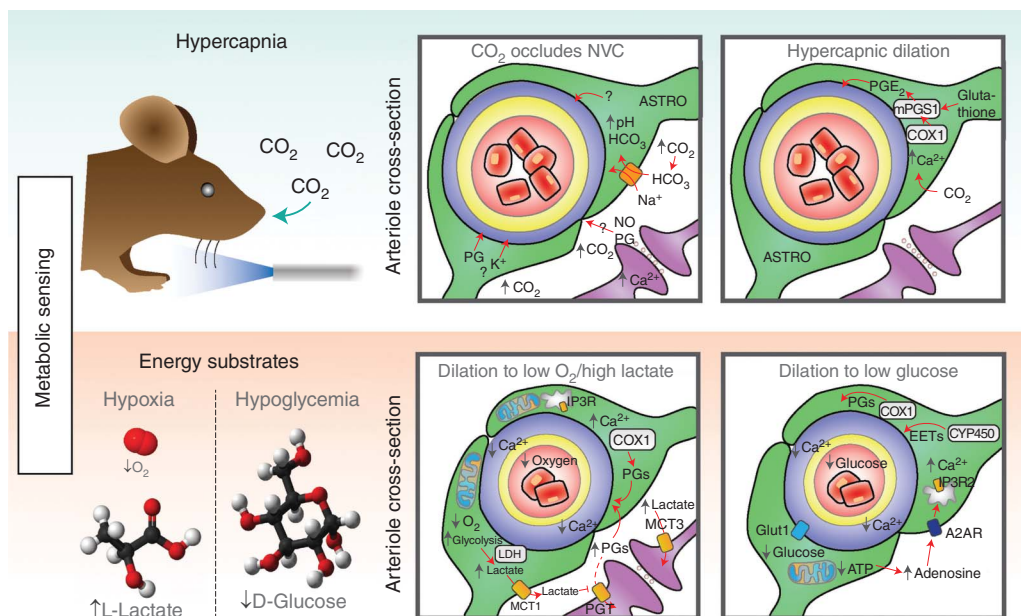 Metabolic sensing
Hypercapnia
CO2
CO2
CO2
Arteriole cross-section
CO2 occludes NVC
?
ASTRO
↑pH
HCO3
↑CO2
HCO3
Na+
NO
?
PG
↑CO2
PG
K+
?
↑CO2
↑Ca2+
Hypercapnic dilation
PGE2
mPGS1
Gluta-
thione
COX1
↑Ca2+
CO2
ASTRO
Energy substrates
Hypoxia
↓O2
↑L-Lactate
Hypoglycemia
↓D-Glucose
Arteriole cross-section
Dilation to low O2/high lactate
IP3R
↑Ca2+
COX1
↓Ca2+
↓Oxygen
PGs
↑Lactate
MCT3
↓Ca2+
↓O2
↑Glycolysis
LDH
↑Lactate
↑PGs
MCT1
Lactate
PGT
Dilation to low glucose
PGs
COX1
EETs
CYP450
↓Ca2+
↓Glucose
↑Ca2+
IP3R2
↓Ca2+
Glut1
A2AR
↓Glucose
↓ATP
↑Adenosine